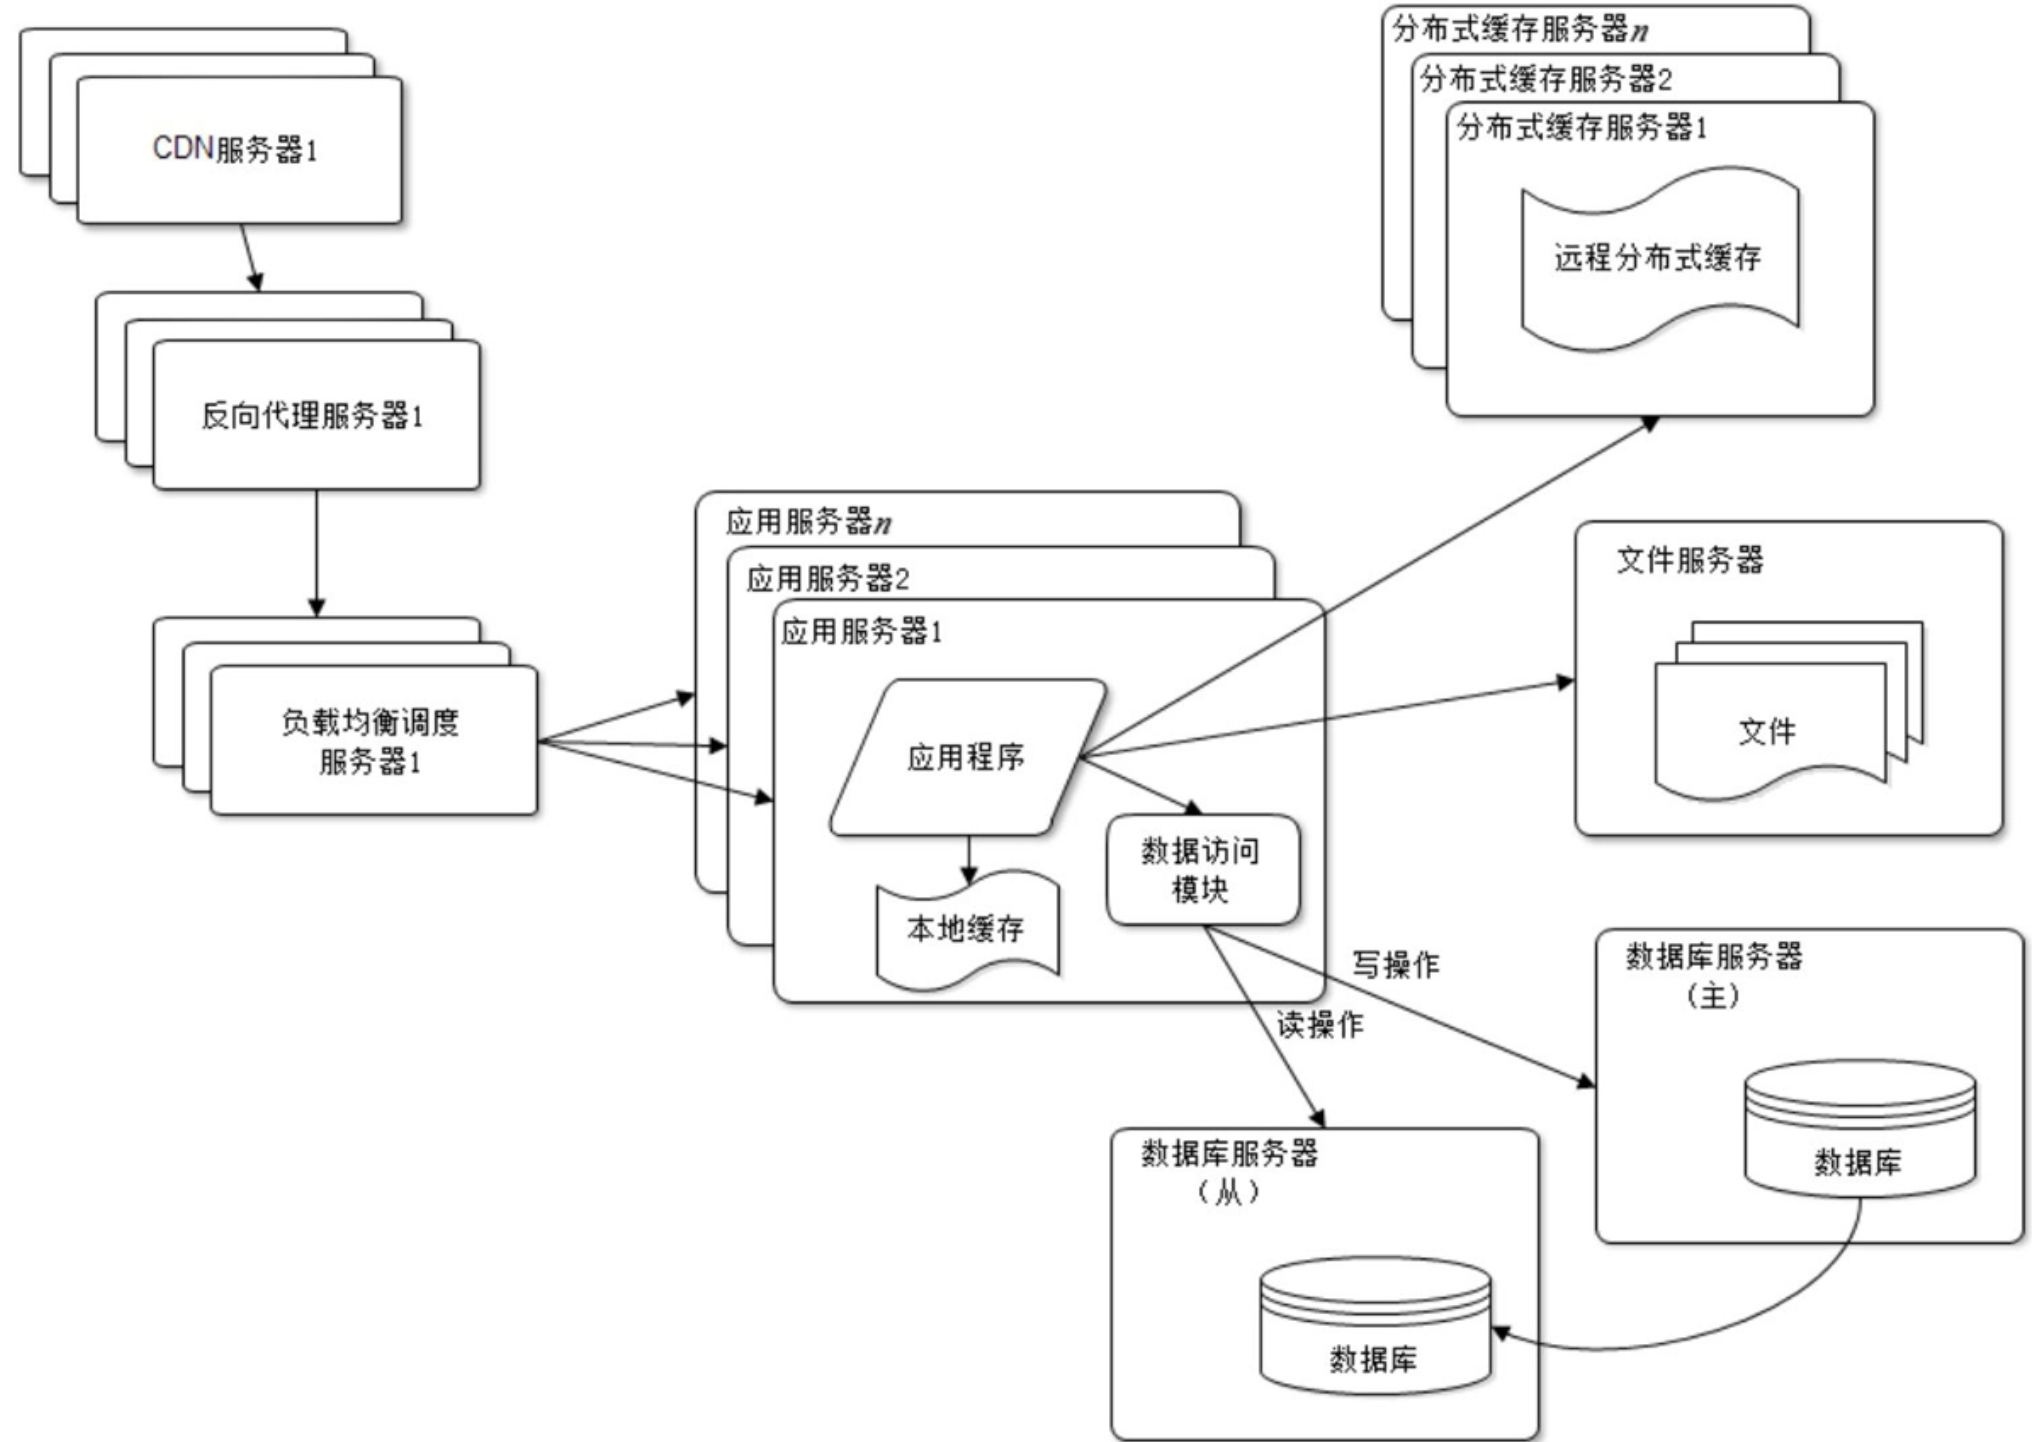 CDN服务器1
反向代理服务器1
负载均衡调度
服务器1
应用服务器n
应用服务器2
应用服务器1
应用程序
本地缓存
数据访问
模块
分布式缓存服务器n
分布式缓存服务器2
分布式缓存服务器1
远程分布式缓存
文件服务器
文件
写操作
读操作
数据库服务器
（主）
数据库
数据库服务器
（从）
数据库